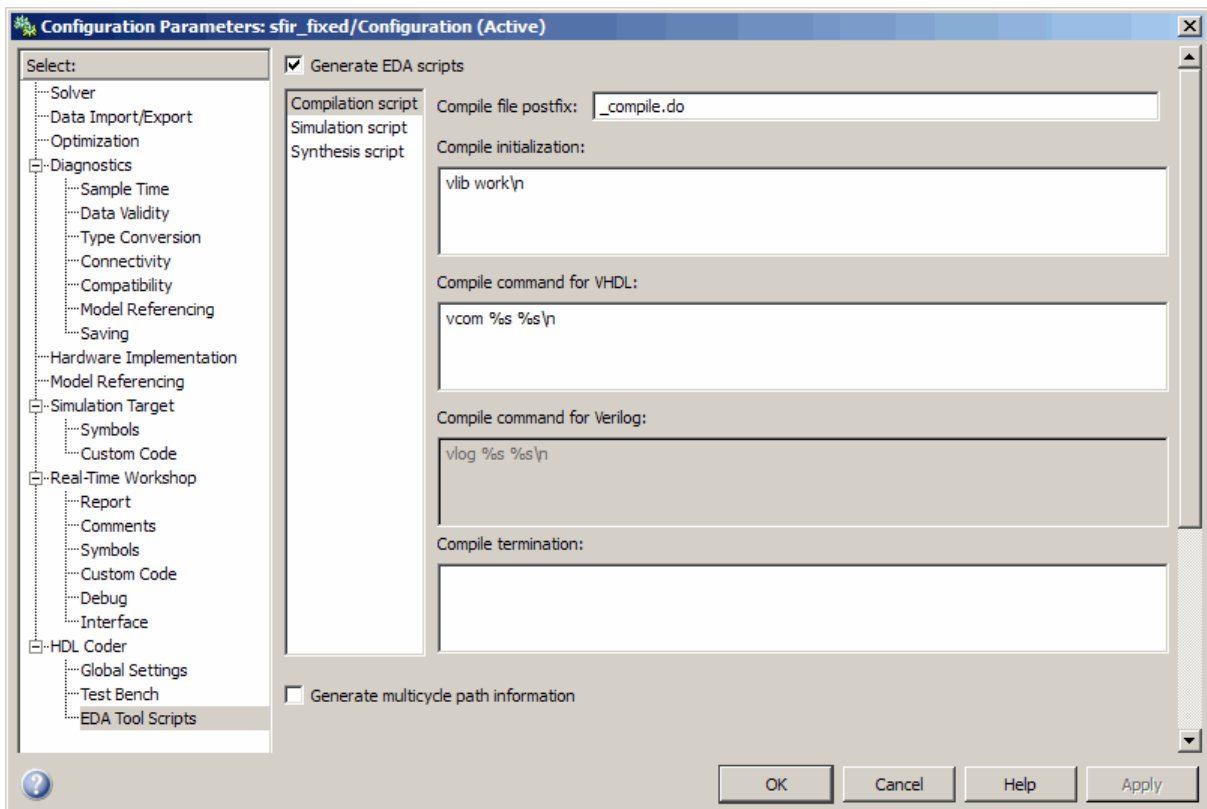 Configuration Parameters: sfir_fixed/Configuration (Active)
Select:
Solver
Data Import/Export
Optimization
Diagnostics
Sample Time
Data Validity
Type Conversion
Connectivity
Compatibility
Model Referencing
Saving
Hardware Implementation
Model Referencing
Simulation Target
Symbols
Custom Code
Real-Time Workshop
Report
Comments
Symbols
Custom Code
Debug
Interface
HDL Coder
Global Settings
Test Bench
EDA Tool Scripts
Generate EDA scripts
Compilation script
Simulation script
Synthesis script
Compile file postfix: _compile.do
Compile initialization:
vlib work\n
Compile command for VHDL:
vcom %s %s\n
Compile command for Verilog:
vlog %s %s\n
Compile termination:
Generate multicycle path information
OK Cancel Help Apply